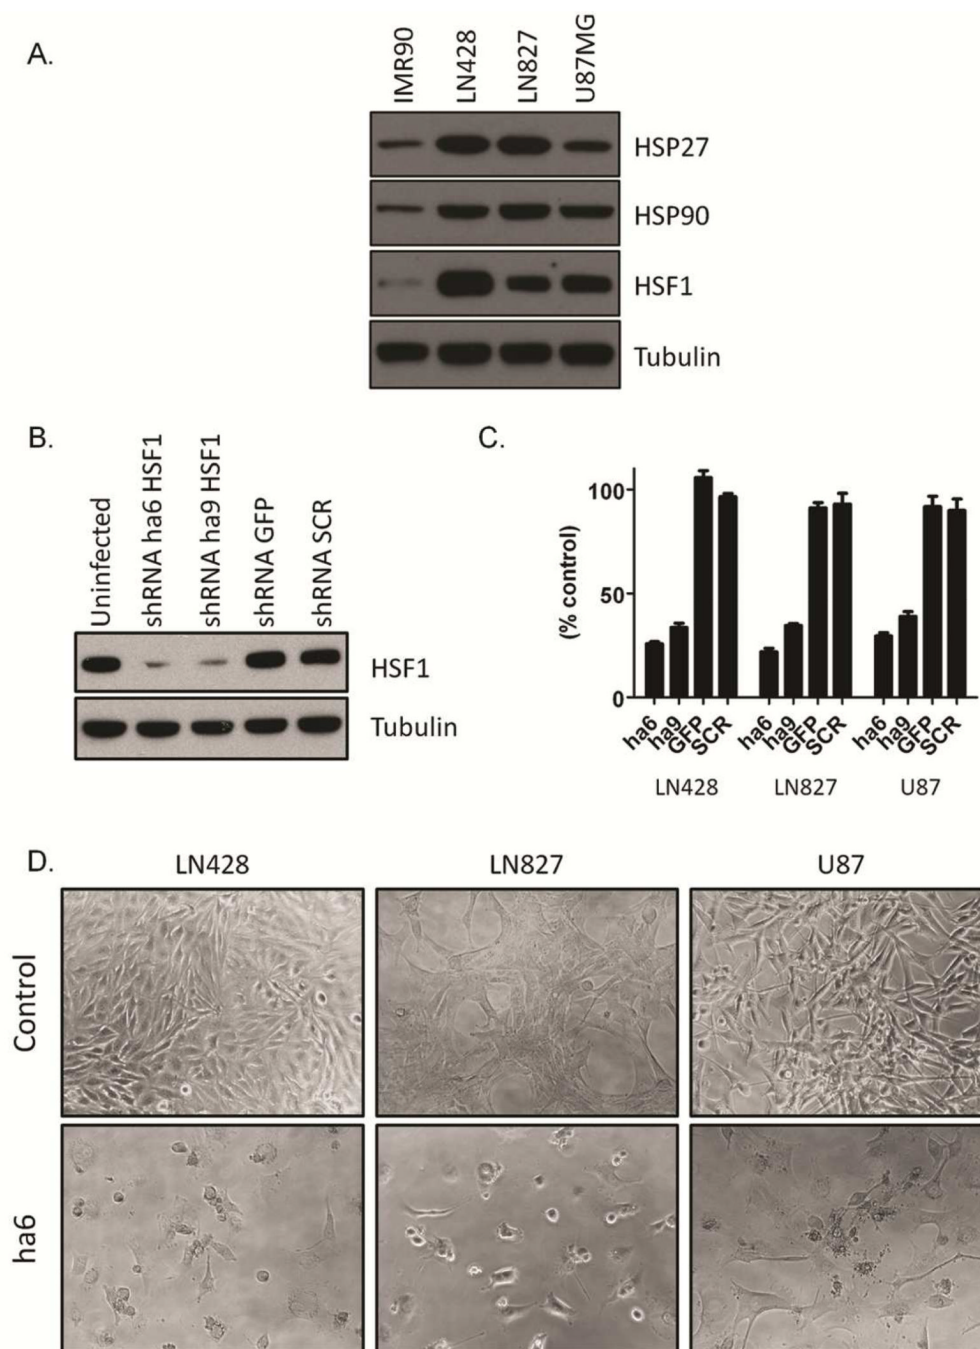 A.
IMR90
LN428
LN827
U87MG
HSP27
HSP90
HSF1
Tubulin
B.
Uninfected
shRNA ha6 HSF1
shRNA ha9 HSF1
shRNA GFP
shRNA SCR
HSF1
Tubulin
C.
(% control)
100
50
0
ha6
ha9
GFP
SCR
ha6
ha9
GFP
SCR
ha6
ha9
GFP
SCR
LN428
LN827
U87
D.
LN428
LN827
U87
Control
ha6